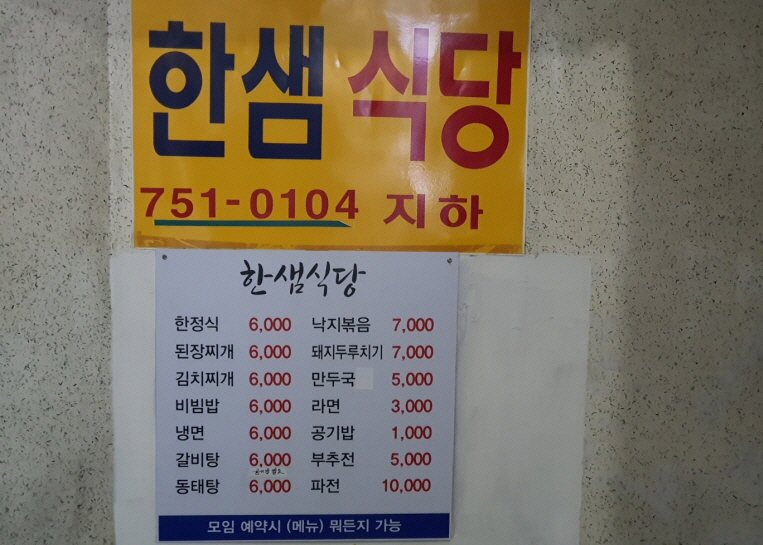 한샘 식당
751-0104 지하
한샘식당
한정식 6,000 낙지볶음 7,000
된장찌개 6,000 돼지두루치기 7,000
김치찌개 6,000 만두국 5,000
비빔밥 6,000 라면 3,000
냉면 6,000 공기밥 1,000
갈비탕 6,000 부추전 5,000
동태탕 6,000 파전 10,000
모임 예약시 (메뉴) 뭐든지 가능